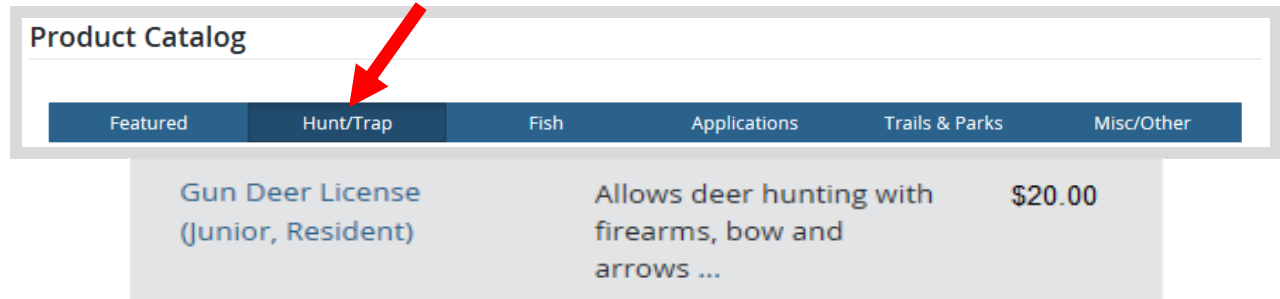 Product Catalog
Featured Hunt/Trap Fish Applications Trails & Parks Misc/Other
Gun Deer License Allows deer hunting with $20.00
(Junior, Resident) firearms, bow and
arrows ...